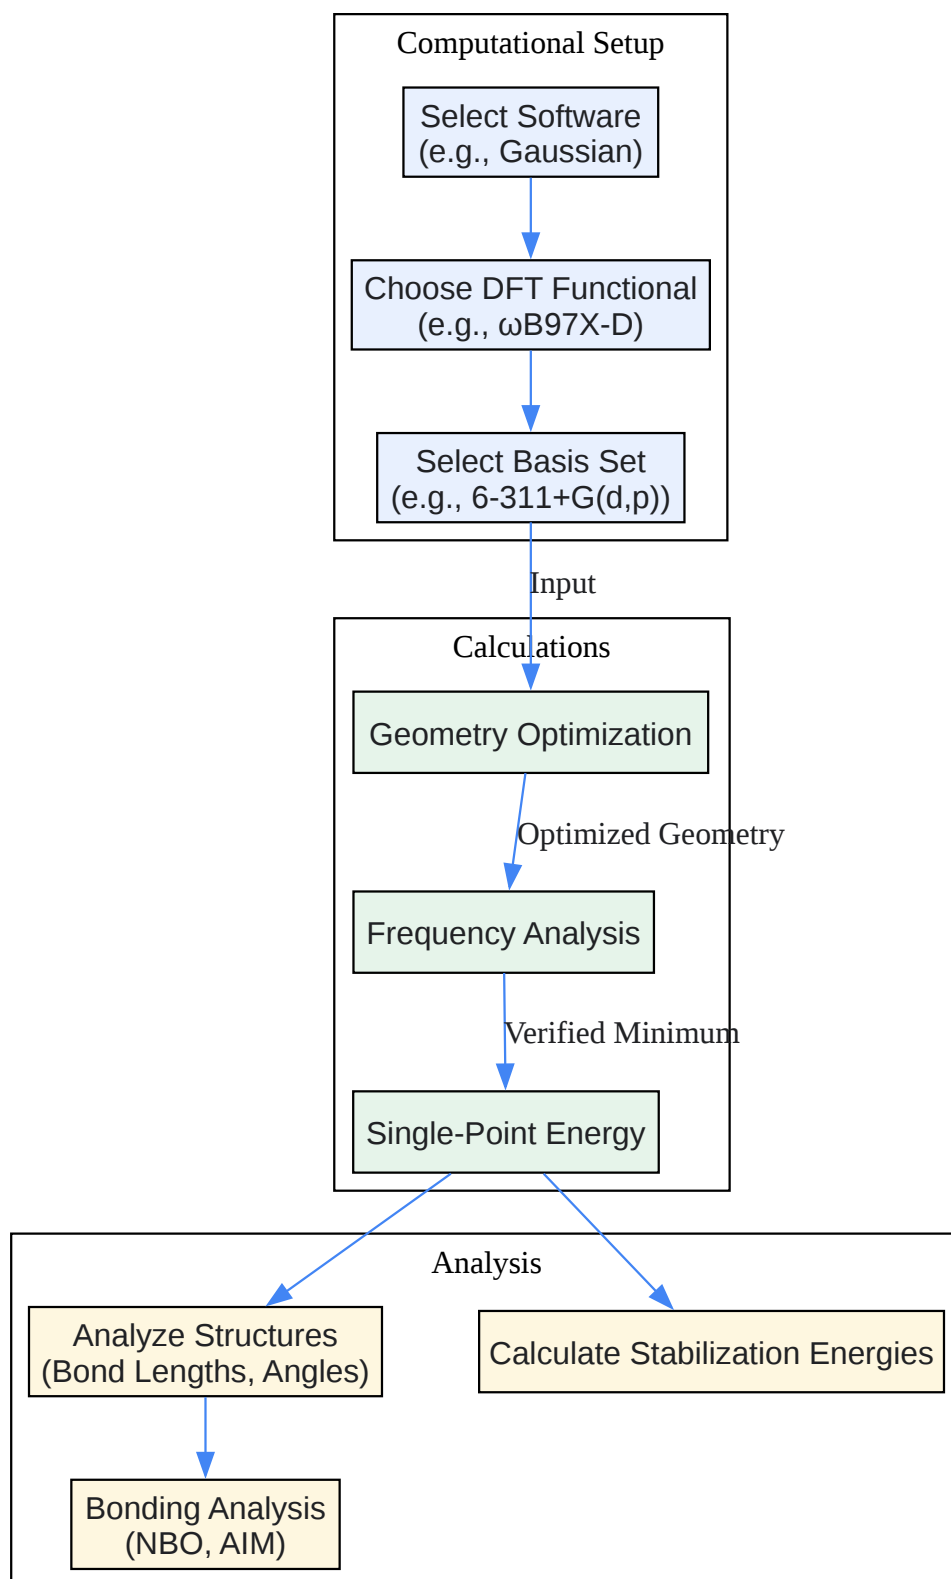 Computational Setup
Select Software
(e.g., Gaussian)
Choose DFT Functional
(e.g., ωB97X-D)
Select Basis Set
(e.g., 6-311+G(d,p))
Input
Calculations
Geometry Optimization
Optimized Geometry
Frequency Analysis
Verified Minimum
Single-Point Energy
Analysis
Analyze Structures
(Bond Lengths, Angles)
Calculate Stabilization Energies
Bonding Analysis
(NBO, AIM)